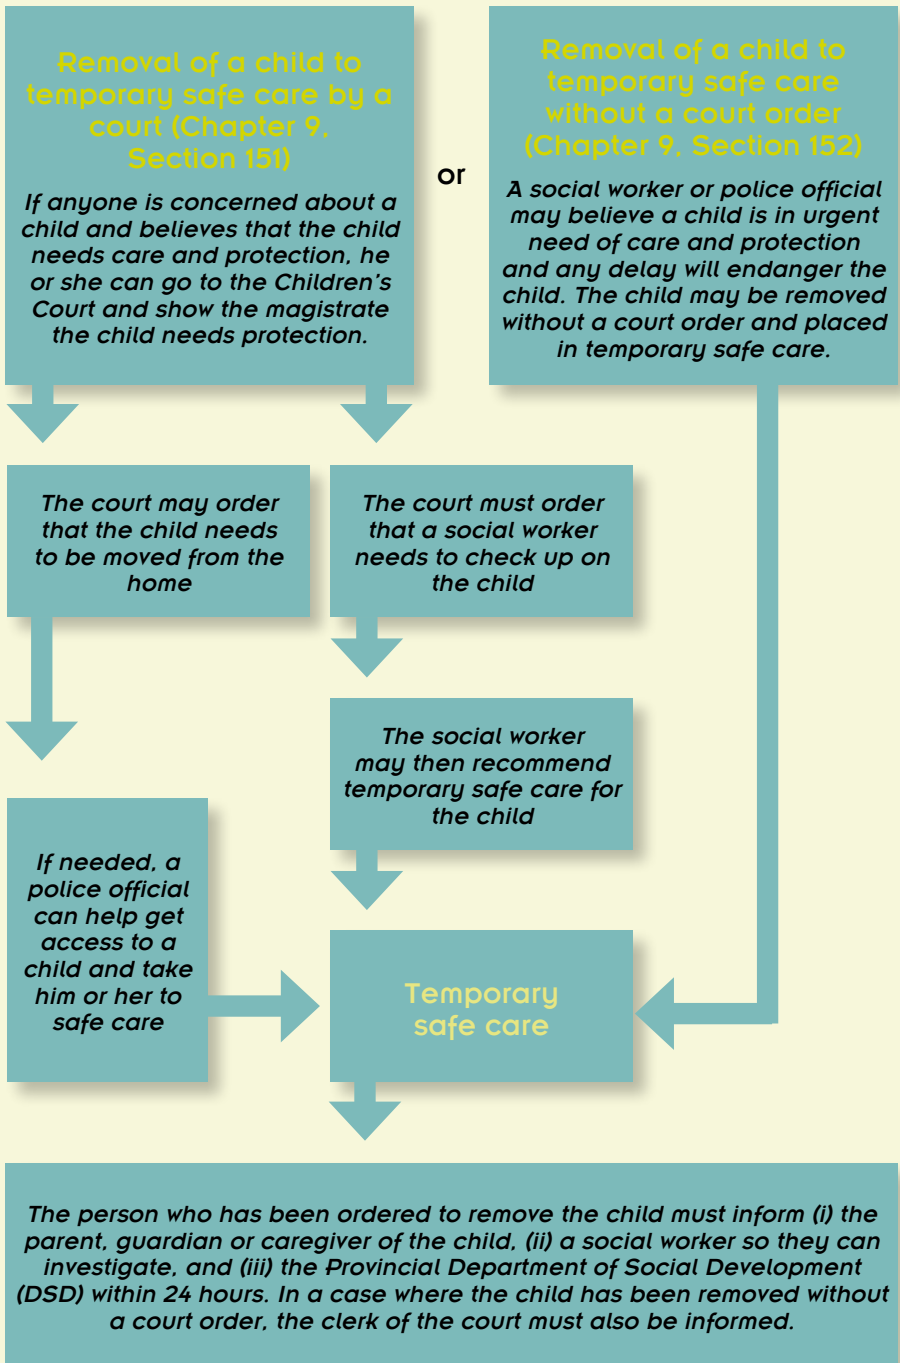 Removal of a child to
temporary safe care by a
court (Chapter 9,
Section 151)
If anyone is concerned about a
child and believes that the child
needs care and protection, he
or she can go to the Children's
Court and show the magistrate
the child needs protection.
or
Removal of a child to
temporary safe care
without a court order
(Chapter 9, Section 152)
A social worker or police official
may believe a child is in urgent
need of care and protection
and any delay will endanger the
child. The child may be removed
without a court order and placed
in temporary safe care.
The court may order
that the child needs
to be moved from the
home
The court must order
that a social worker
needs to check up on
the child
The social worker
may then recommend
temporary safe care for
the child
If needed, a
police official
can help get
access to a
child and take
him or her to
safe care
Temporary
safe care
The person who has been ordered to remove the child must inform (i) the
parent, guardian or caregiver of the child, (ii) a social worker so they can
investigate, and (iii) the Provincial Department of Social Development
(DSD) within 24 hours. In a case where the child has been removed without
a court order, the clerk of the court must also be informed.